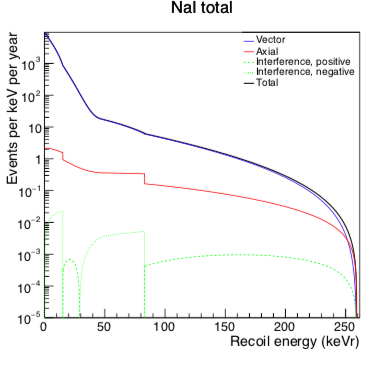 NaI total
Events per keV per year
Vector
Axial
Interference, positive
Interference, negative
Total
10³
10²
10
1
10⁻¹
10⁻²
10⁻³
10⁻⁴
10⁻⁵
0 50 100 150 200 250
Recoil energy (keVr)